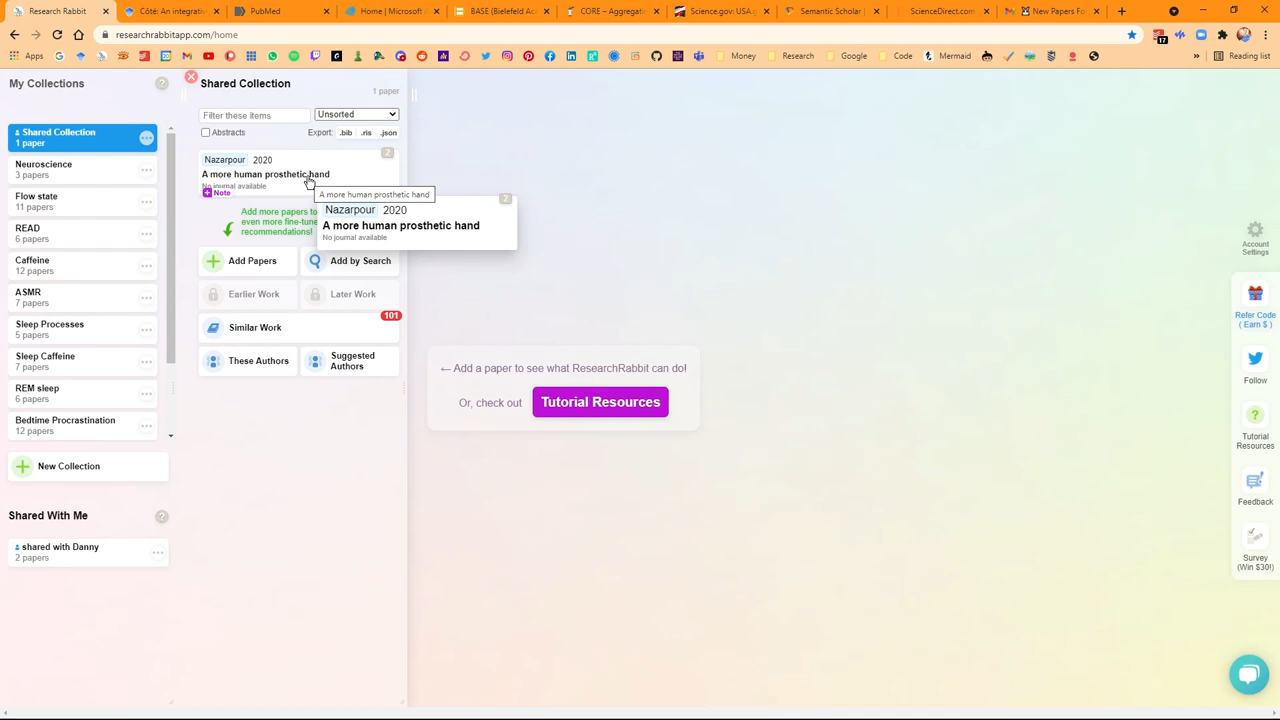 Research Rabbit
Côté: An integrativ
PubMed
Home | Microsoft A
BASE (Bielefeld Aca
CORE – Aggregati
Science.gov: USA.g
Semantic Scholar |
ScienceDirect.com
New Papers Fo
researchrabbitapp.com/home
17
Apps
Money
Research
Google
Code
Mermaid
»
Reading list
My Collections
?
Shared Collection
1 paper
Neuroscience
3 papers
Flow state
11 papers
READ
6 papers
Caffeine
12 papers
ASMR
7 papers
Sleep Processes
5 papers
Sleep Caffeine
7 papers
REM sleep
6 papers
Bedtime Procrastination
12 papers
New Collection
Shared With Me
?
shared with Danny
2 papers
Shared Collection
1 paper
Filter these items
Unsorted
Abstracts
Export: .bib .ris .json
Nazarpour 2020
2
A more human prosthetic hand
No journal available
Note
A more human prosthetic hand
2
Nazarpour 2020
A more human prosthetic hand
No journal available
Add more papers to
even more fine-tune
recommendations!
Add Papers
Add by Search
Earlier Work
Later Work
Similar Work
101
These Authors
Suggested
Authors
← Add a paper to see what ResearchRabbit can do!
Or, check out Tutorial Resources
Account
Settings
Refer Code
( Earn $ )
Follow
?
Tutorial
Resources
Feedback
Survey
(Win $30!)